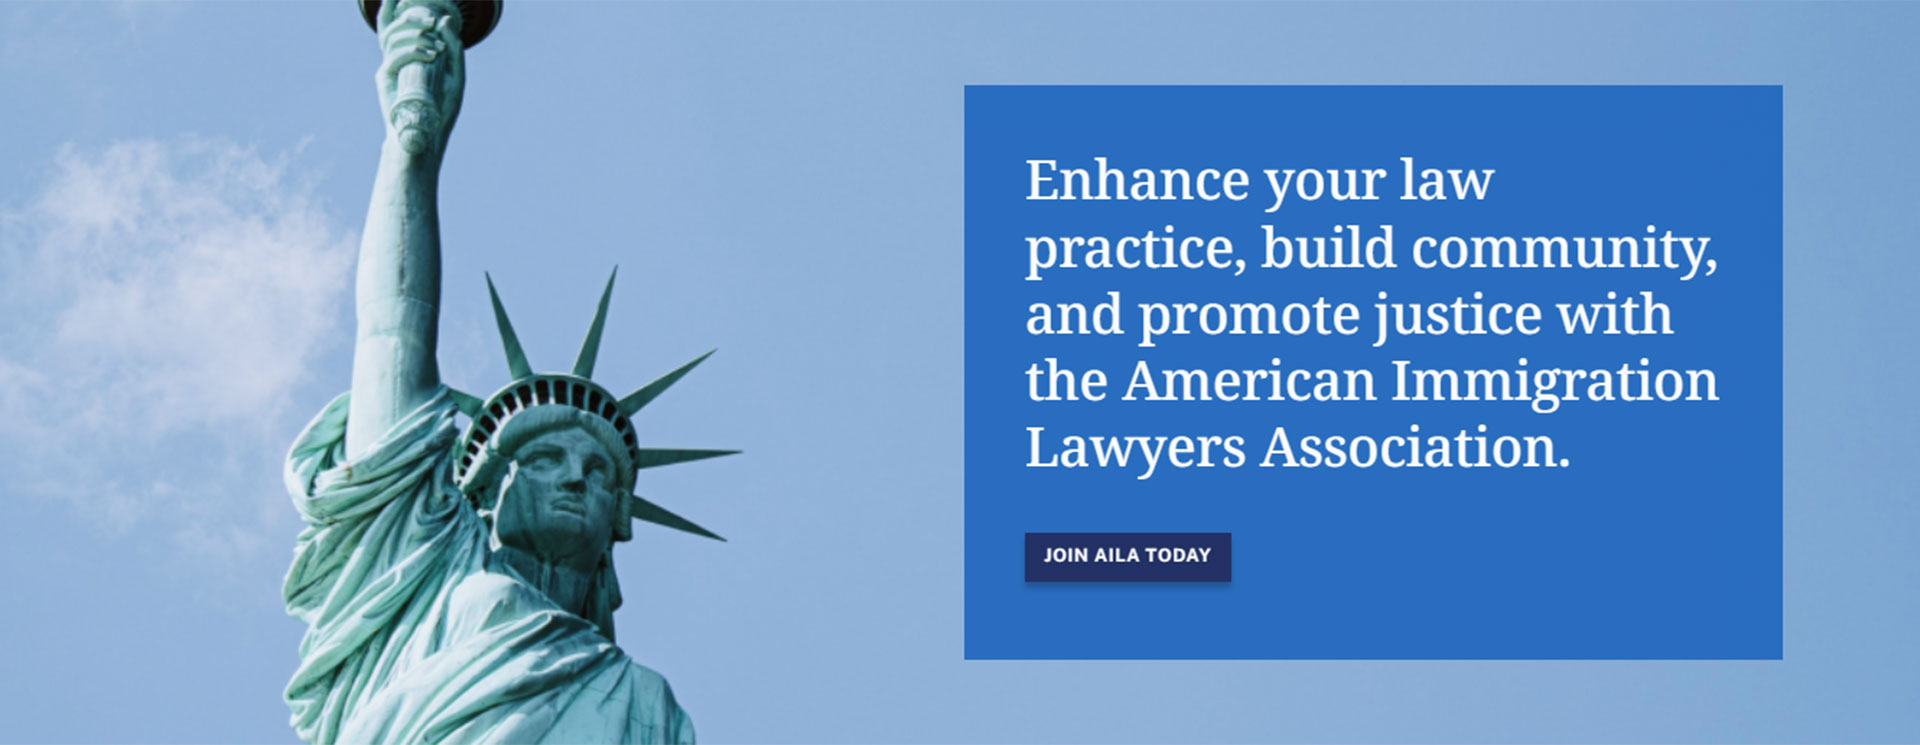 Enhance your law
practice, build community,
and promote justice with
the American Immigration
Lawyers Association.
JOIN AILA TODAY